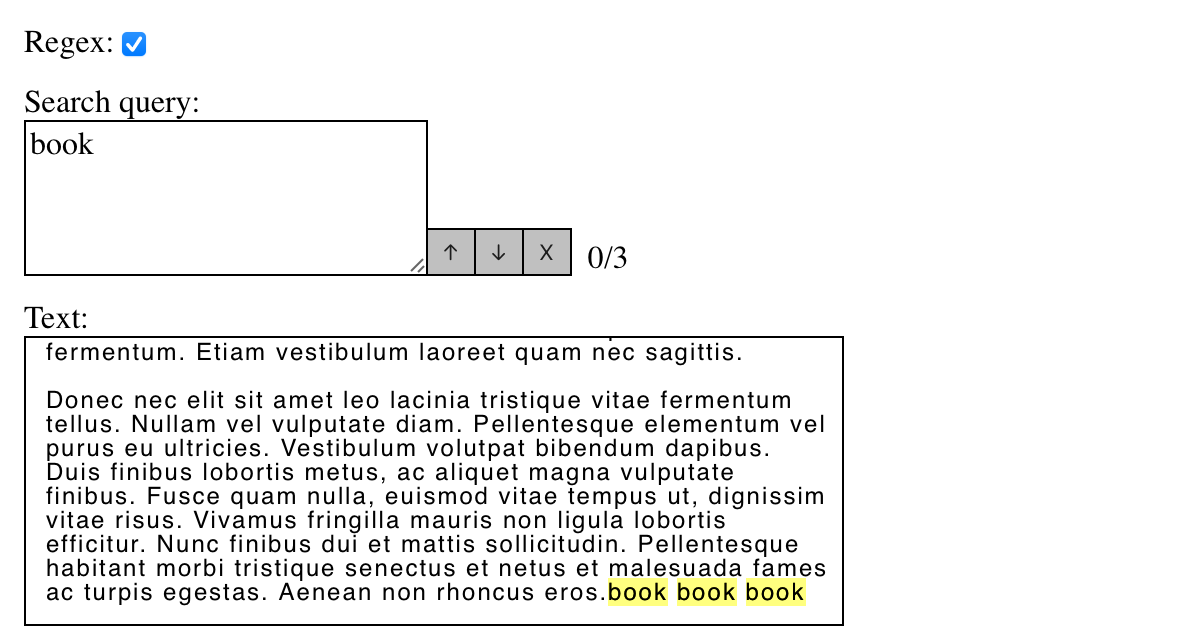 Regex:
Search query:
book
↑ ↓ X 0/3
Text:
fermentum. Etiam vestibulum laoreet quam nec sagittis.
Donec nec elit sit amet leo lacinia tristique vitae fermentum
tellus. Nullam vel vulputate diam. Pellentesque elementum vel
purus eu ultricies. Vestibulum volutpat bibendum dapibus.
Duis finibus lobortis metus, ac aliquet magna vulputate
finibus. Fusce quam nulla, euismod vitae tempus ut, dignissim
vitae risus. Vivamus fringilla mauris non ligula lobortis
efficitur. Nunc finibus dui et mattis sollicitudin. Pellentesque
habitant morbi tristique senectus et netus et malesuada fames
ac turpis egestas. Aenean non rhoncus eros.book book book